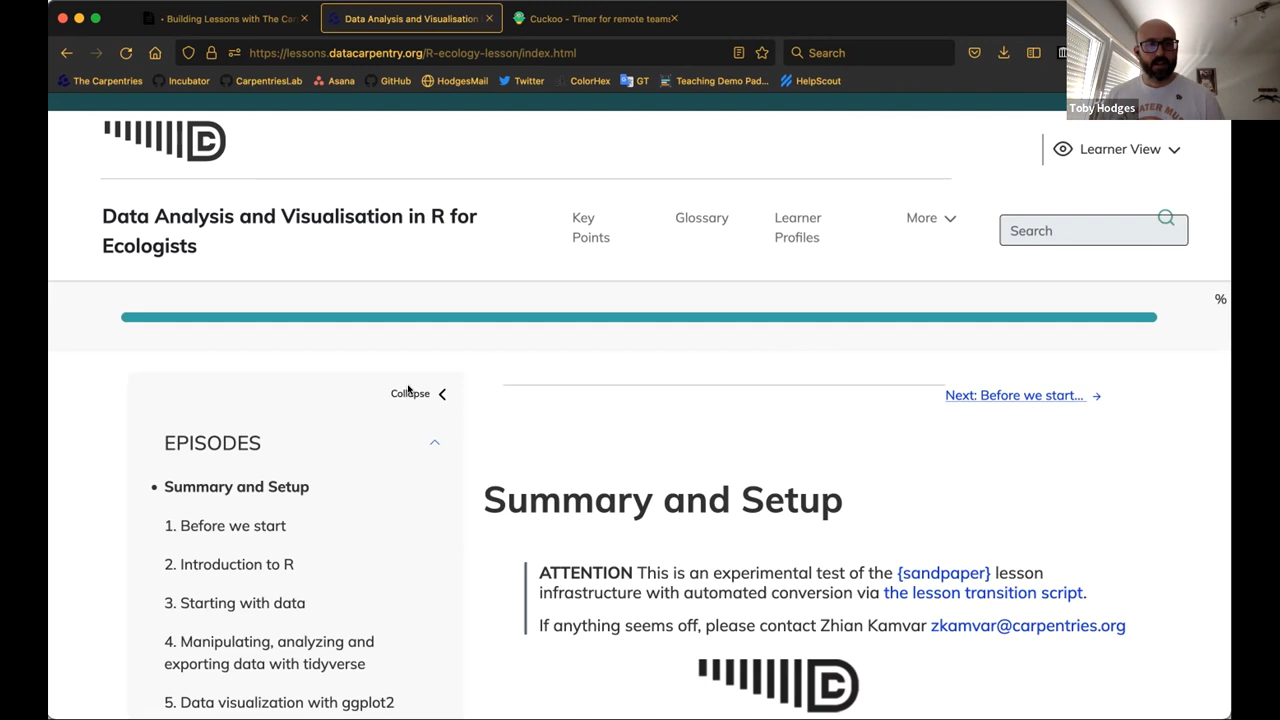 · Building Lessons with The Car
Data Analysis and Visualisation
Cuckoo - Timer for remote teams
https://lessons.datacarpentry.org/R-ecology-lesson/index.html
Search
The Carpentries
Incubator
CarpentriesLab
Asana
GitHub
HodgesMail
Twitter
ColorHex
GT
Teaching Demo Pad...
HelpScout
Toby Hodges
Learner View
Data Analysis and Visualisation in R for
Ecologists
Key
Points
Glossary
Learner
Profiles
More
Search
%
Collapse
Next: Before we start...
EPISODES
Summary and Setup
1. Before we start
2. Introduction to R
3. Starting with data
4. Manipulating, analyzing and
exporting data with tidyverse
5. Data visualization with ggplot2
Summary and Setup
ATTENTION This is an experimental test of the {sandpaper} lesson
infrastructure with automated conversion via the lesson transition script.
If anything seems off, please contact Zhian Kamvar zkamvar@carpentries.org